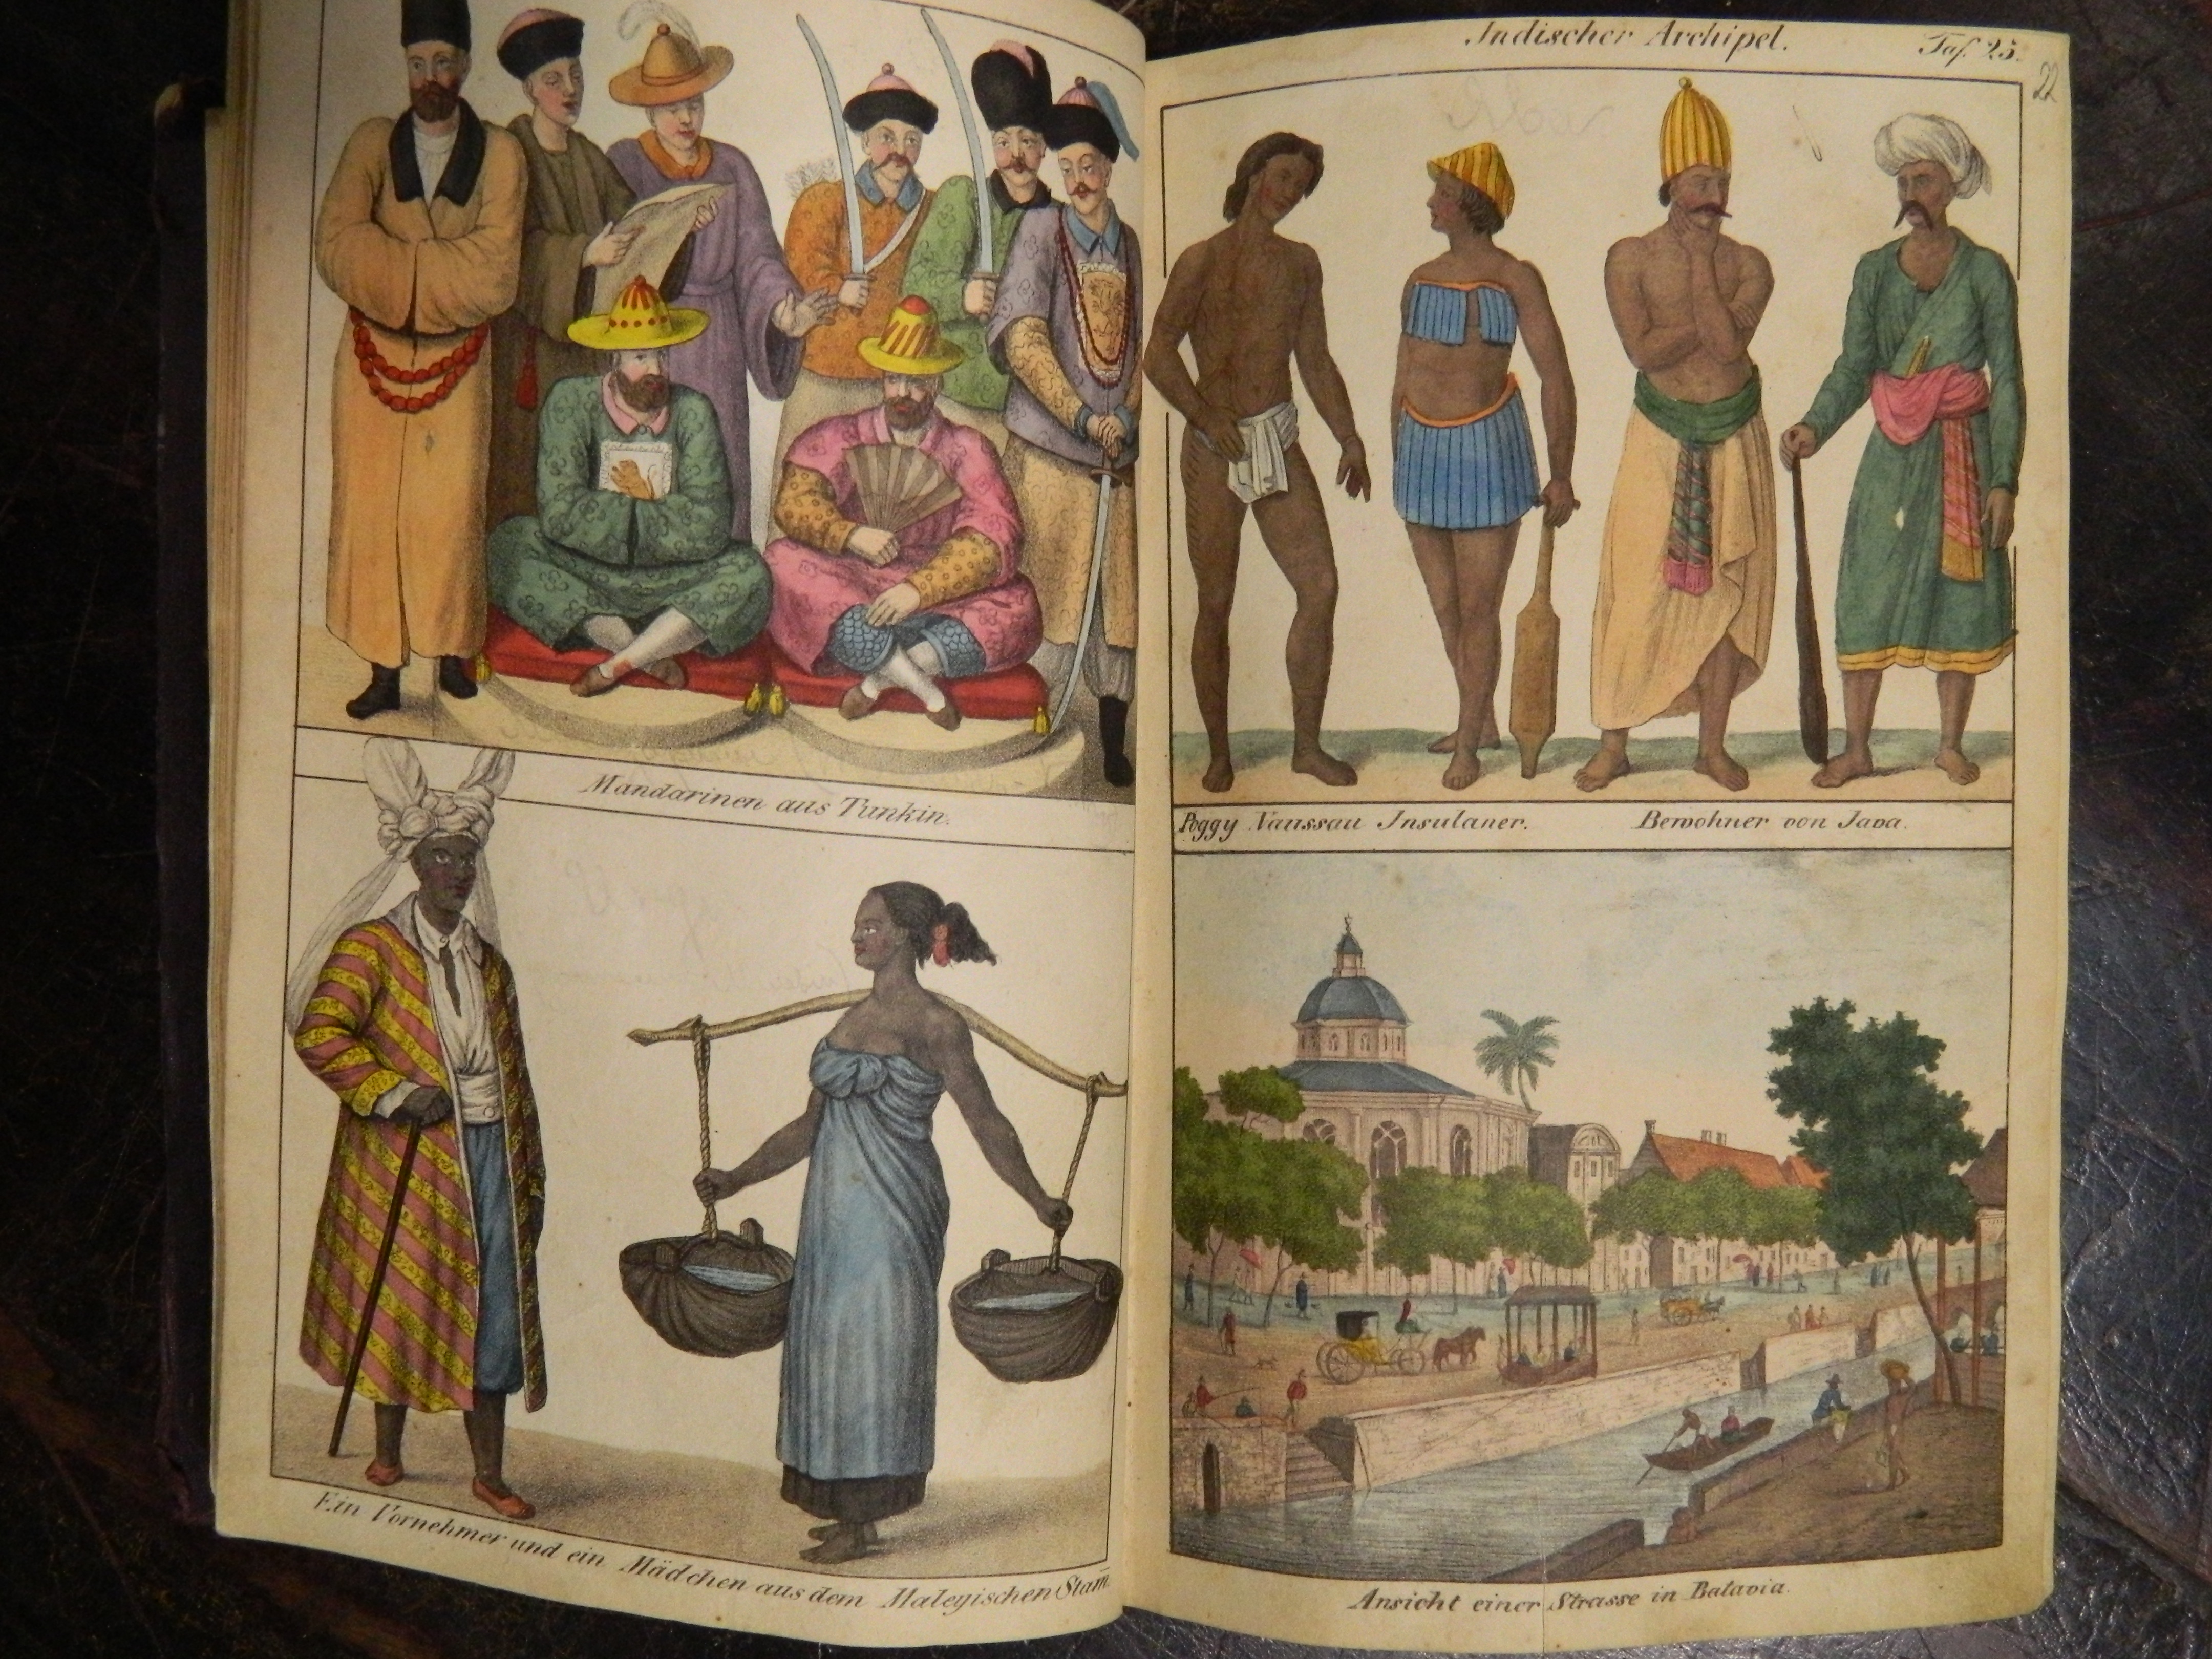 Mandarinen aus Tunkin.
Ein Vornehmer und ein Mädchen aus dem Maleyischen Stam̅.
Indischer Archipel.
Taf. 25.
22
Poggy Naussau Insulaner.
Bewohner von Java.
Ansicht einer Strasse in Batavia.